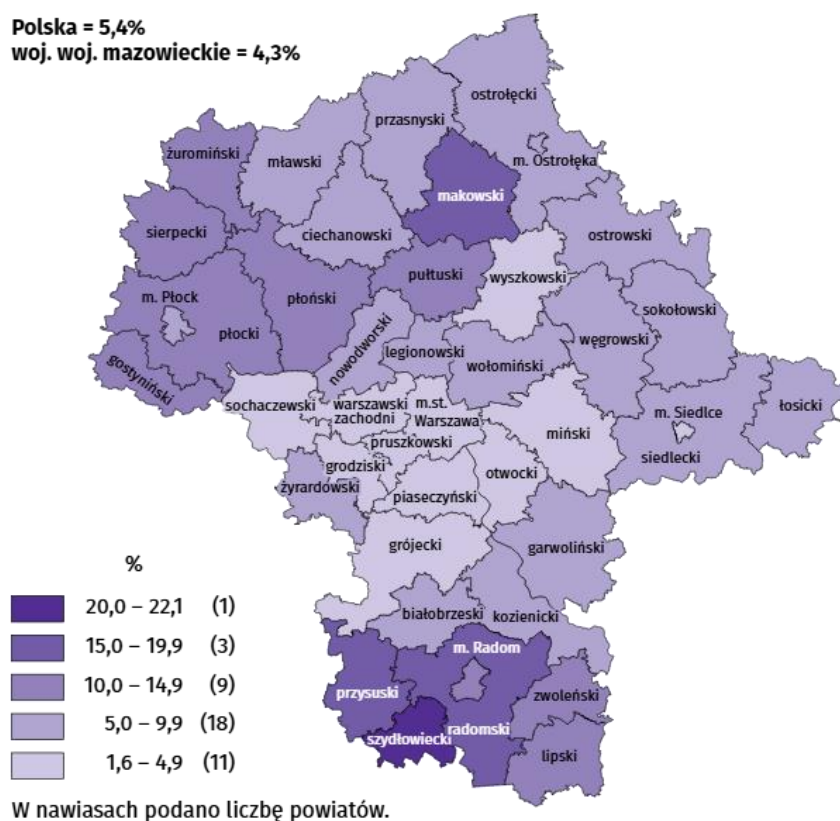 Polska = 5,4%
woj. woj. mazowieckie = 4,3%
ostrołęcki
przasnyski
żuromiński
mławski
m. Ostrołęka
makowski
sierpecki
ciechanowski
ostrowski
pułtuski
wyszkowski
m. Płock
płoński
sokołowski
płocki
nowodworski
węgrowski
legionowski
wołomiński
gostyniński
sochaczewski
warszawski
zachodni
m.st.
Warszawa
m. Siedlce
łosicki
miński
pruszkowski
siedlecki
grodziski
otwocki
żyrardowski
piaseczyński
grójecki
garwoliński
białobrzeski
kozienicki
m. Radom
przysuski
zwoleński
radomski
szydłowiecki
lipski
%
20,0 – 22,1 (1)
15,0 – 19,9 (3)
10,0 – 14,9 (9)
5,0 – 9,9 (18)
1,6 – 4,9 (11)
W nawiasach podano liczbę powiatów.